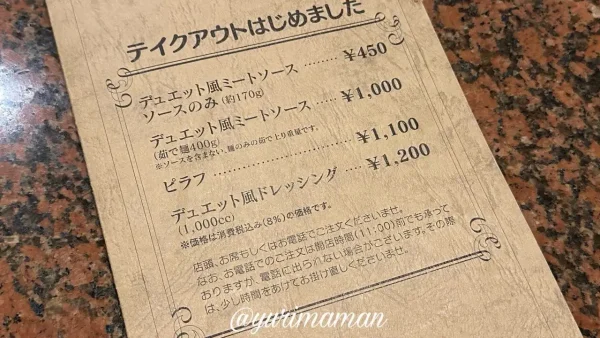 テイクアウトはじめました
デュエット風ミートソース ……… ¥450
ソースのみ (約170g)
デュエット風ミートソース …… ¥1,000
(茹で麺400g)
※ソースを含まない、麺のみの茹で上り重量です。
ピラフ ……………………… ¥1,100
デュエット風ドレッシング …… ¥1,200
(1,000cc)
※価格は消費税込み(8%)の価格です。
店頭、お席もしくはお電話でご注文くださいませ。
なお、お電話でのご注文は開店時間(11:00)前でも承って
おりますが、電話に出られない場合がございます。その際
は、少し時間をあけてお掛け直しくださいませ。
@yurimaman